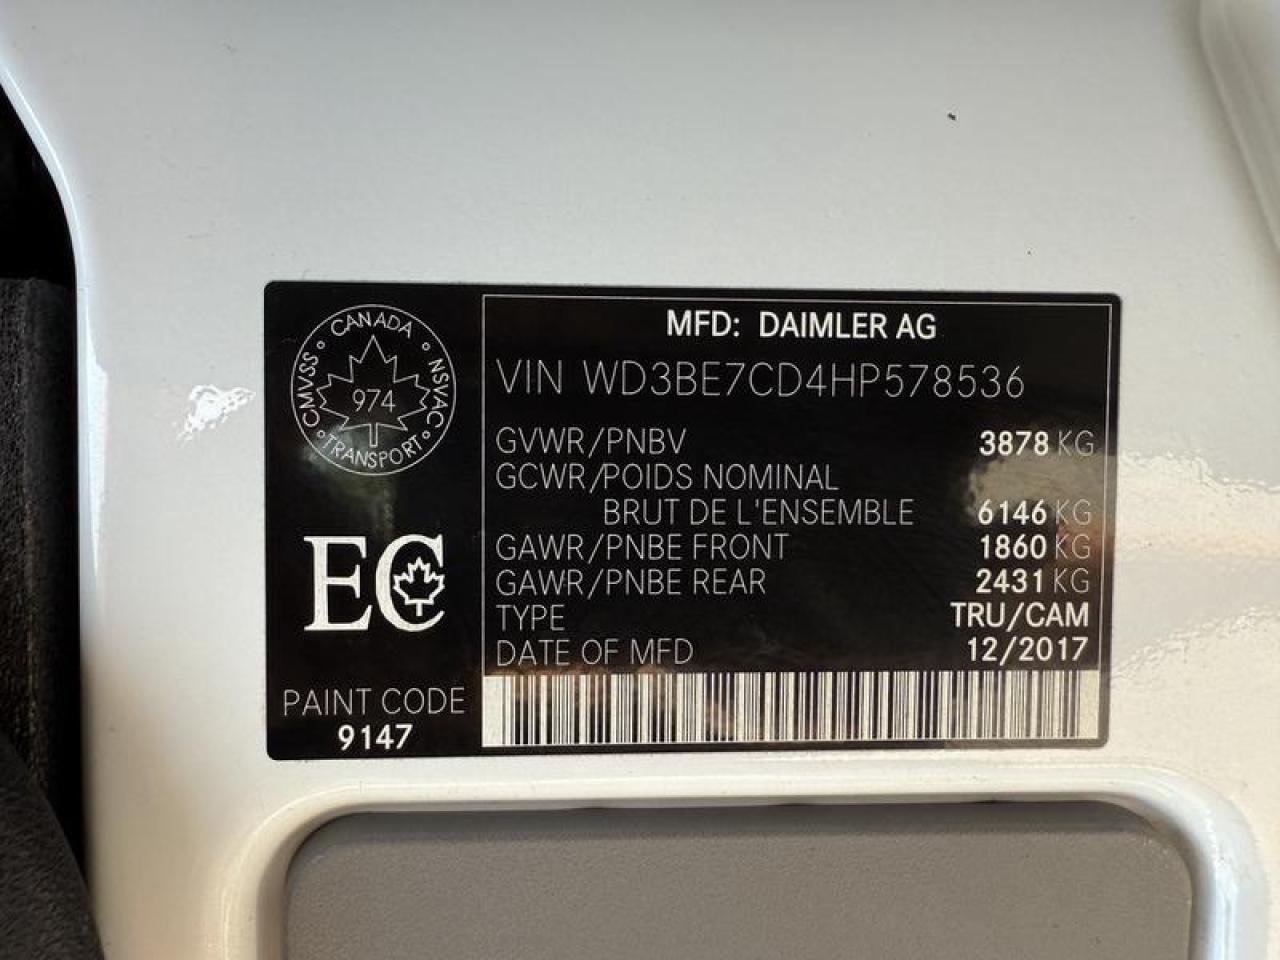 CANADA
CMVSS
NSVAC
974
TRANSPORT
EC
PAINT CODE
9147
MFD: DAIMLER AG
VIN WD3BE7CD4HP578536
GVWR/PNBV 3878 KG
GCWR/POIDS NOMINAL
BRUT DE L'ENSEMBLE 6146 KG
GAWR/PNBE FRONT 1860 KG
GAWR/PNBE REAR 2431 KG
TYPE TRU/CAM
DATE OF MFD 12/2017